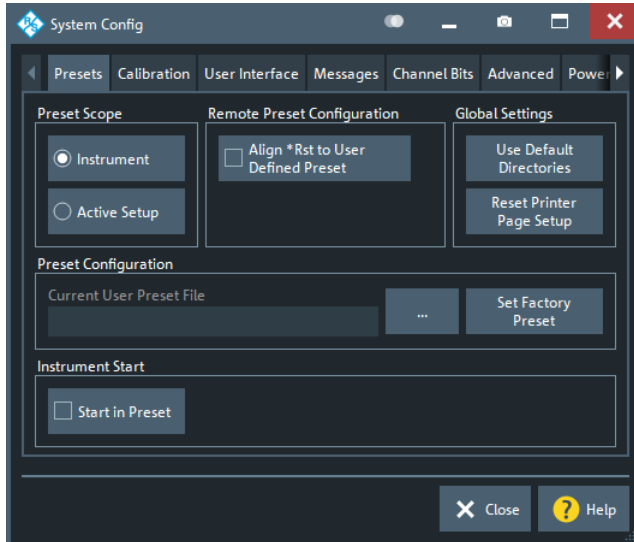 System Config
Presets Calibration User Interface Messages Channel Bits Advanced Power
Preset Scope
Instrument
Active Setup
Remote Preset Configuration
Align *Rst to User
Defined Preset
Global Settings
Use Default
Directories
Reset Printer
Page Setup
Preset Configuration
Current User Preset File
...
Set Factory
Preset
Instrument Start
Start in Preset
Close
? Help